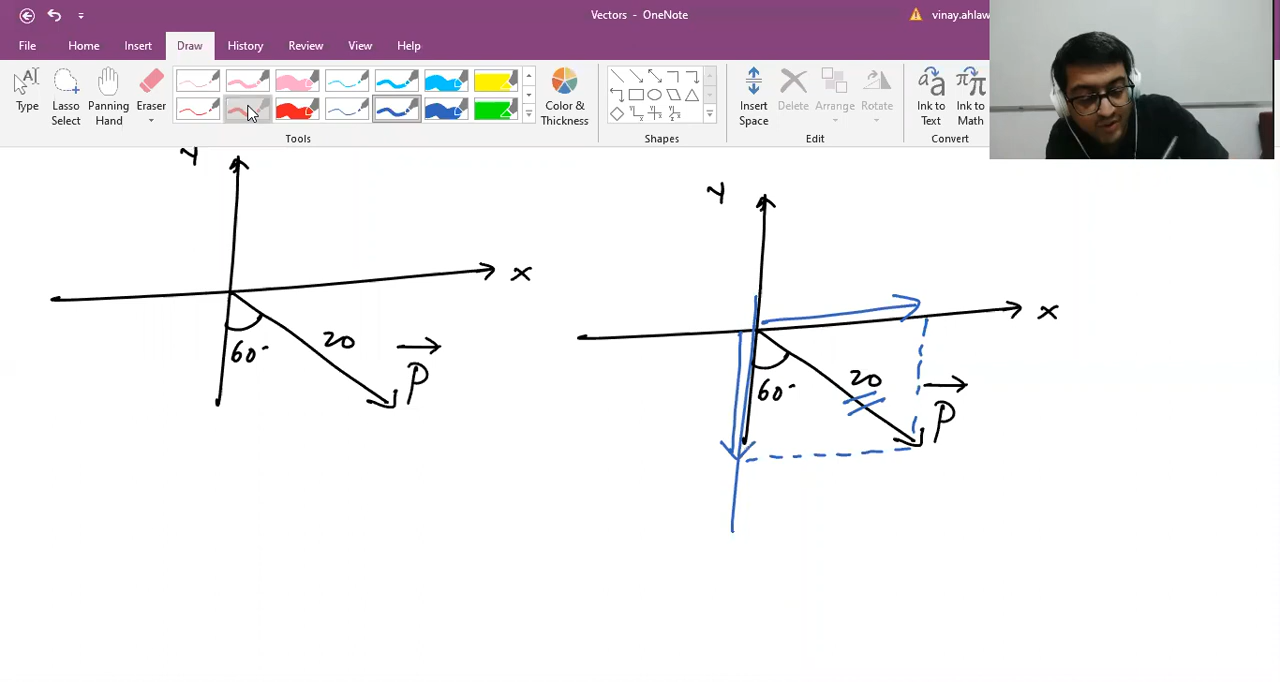 Vectors - OneNote
vinay.ahlaw
File Home Insert Draw History Review View Help
Type
Lasso Select
Panning Hand
Eraser
Color & Thickness
Insert Space
Delete
Arrange
Rotate
Ink to Text
Ink to Math
Tools
Shapes
Edit
Convert
Y
x
60°
20
P
Y
x
60°
20
P